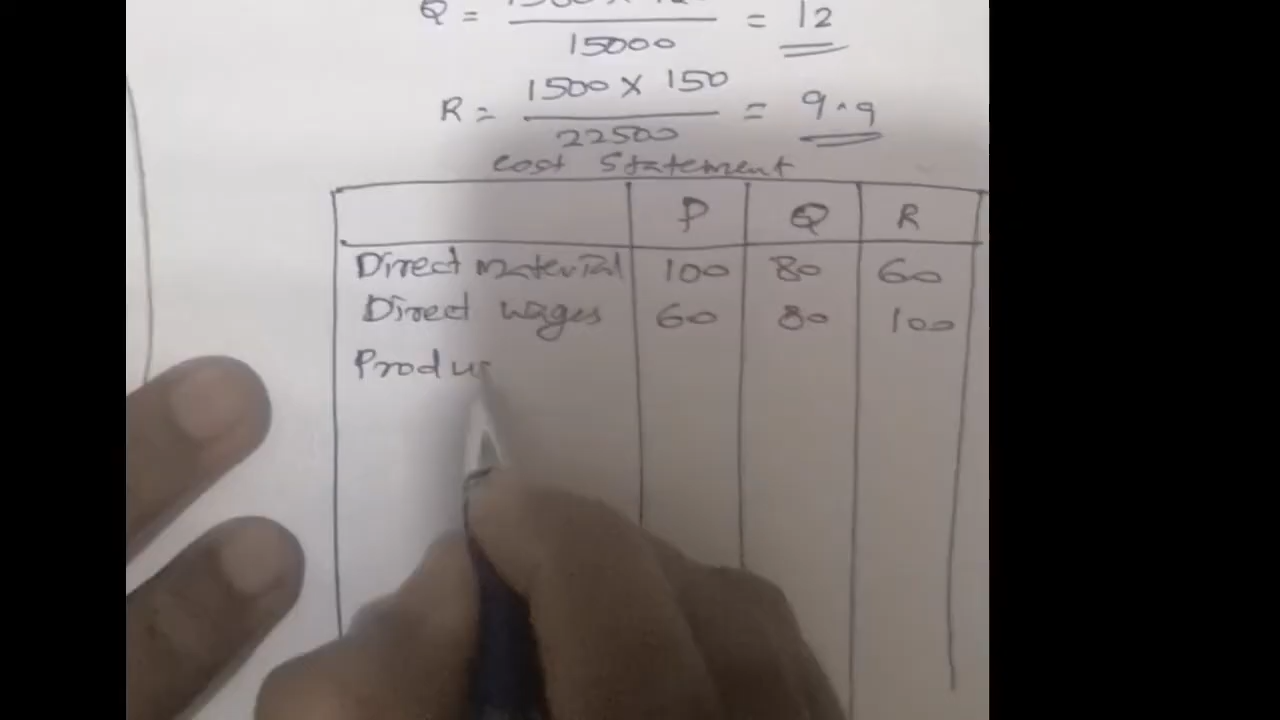 Q = 15000 = 12
R = 1500 X 150 / 22500 = 9.9
Cost Statement
P Q R
Direct material 100 80 60
Direct wages 60 80 100
Produ